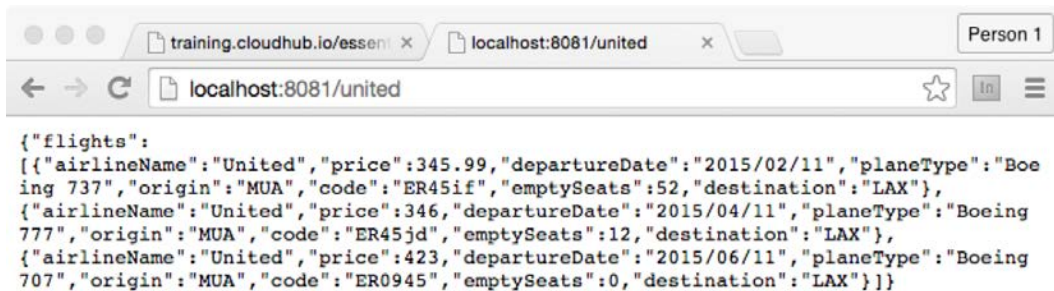 training.cloudhub.io/essent
localhost:8081/united
Person 1
localhost:8081/united
In
{"flights":
[{"airlineName":"United","price":345.99,"departureDate":"2015/02/11","planeType":"Boe
ing 737","origin":"MUA","code":"ER45if","emptySeats":52,"destination":"LAX"},
{"airlineName":"United","price":346,"departureDate":"2015/04/11","planeType":"Boeing
777","origin":"MUA","code":"ER45jd","emptySeats":12,"destination":"LAX"},
{"airlineName":"United","price":423,"departureDate":"2015/06/11","planeType":"Boeing
707","origin":"MUA","code":"ER0945","emptySeats":0,"destination":"LAX"}]}